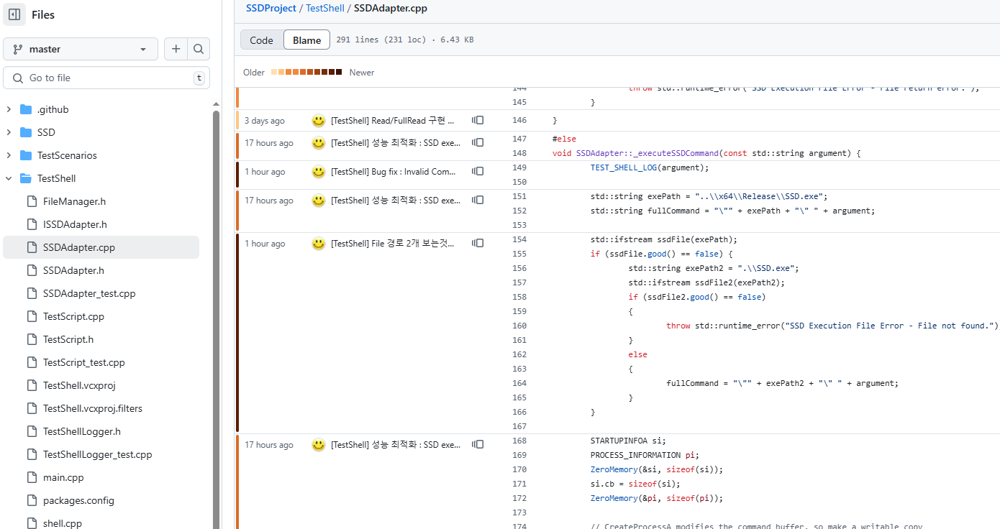 Files
master
Go to file
t
.github
SSD
TestScenarios
TestShell
FileManager.h
ISSDAdapter.h
SSDAdapter.cpp
SSDAdapter.h
SSDAdapter_test.cpp
TestScript.cpp
TestScript.h
TestScript_test.cpp
TestShell.vcxproj
TestShell.vcxproj.filters
TestShellLogger.h
TestShellLogger_test.cpp
main.cpp
packages.config
shell.cpp
SSDProject / TestShell / SSDAdapter.cpp
Code Blame 291 lines (231 loc) · 6.43 KB
Older Newer
144 throw std::runtime_error("SSD Execution File Error - File return error.");
145 }
3 days ago [TestShell] Read/FullRead 구현 ... 146 }
17 hours ago [TestShell] 성능 최적화 : SSD exe... 147 #else
148 void SSDAdapter::_executeSSDCommand(const std::string argument) {
1 hour ago [TestShell] Bug fix : Invalid Com... 149 TEST_SHELL_LOG(argument);
150
17 hours ago [TestShell] 성능 최적화 : SSD exe... 151 std::string exePath = "..\\x64\\Release\\SSD.exe";
152 std::string fullCommand = "\"" + exePath + "\" " + argument;
153
1 hour ago [TestShell] File 경로 2개 보는것... 154 std::ifstream ssdFile(exePath);
155 if (ssdFile.good() == false) {
156 std::string exePath2 = ".\\SSD.exe";
157 std::ifstream ssdFile2(exePath2);
158 if (ssdFile2.good() == false)
159 {
160 throw std::runtime_error("SSD Execution File Error - File not found.")
161 }
162 else
163 {
164 fullCommand = "\"" + exePath2 + "\" " + argument;
165 }
166 }
167
17 hours ago [TestShell] 성능 최적화 : SSD exe... 168 STARTUPINFOA si;
169 PROCESS_INFORMATION pi;
170 ZeroMemory(&si, sizeof(si));
171 si.cb = sizeof(si);
172 ZeroMemory(&pi, sizeof(pi));
173
174 // CreateProcessA modifies the command buffer, so make a writable copy